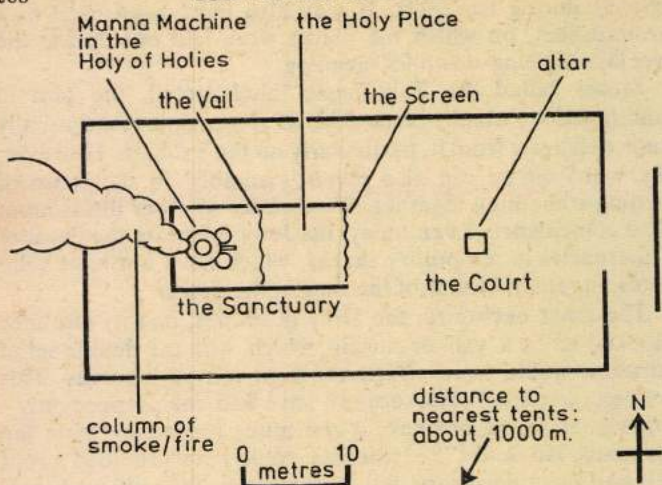 Manna Machine
in the
Holy of Holies
the Holy Place
altar
the Vail
the Screen
the Sanctuary
the Court
column of
smoke/fire
distance to
nearest tents:
about 1000 m.
N
0 10
metres